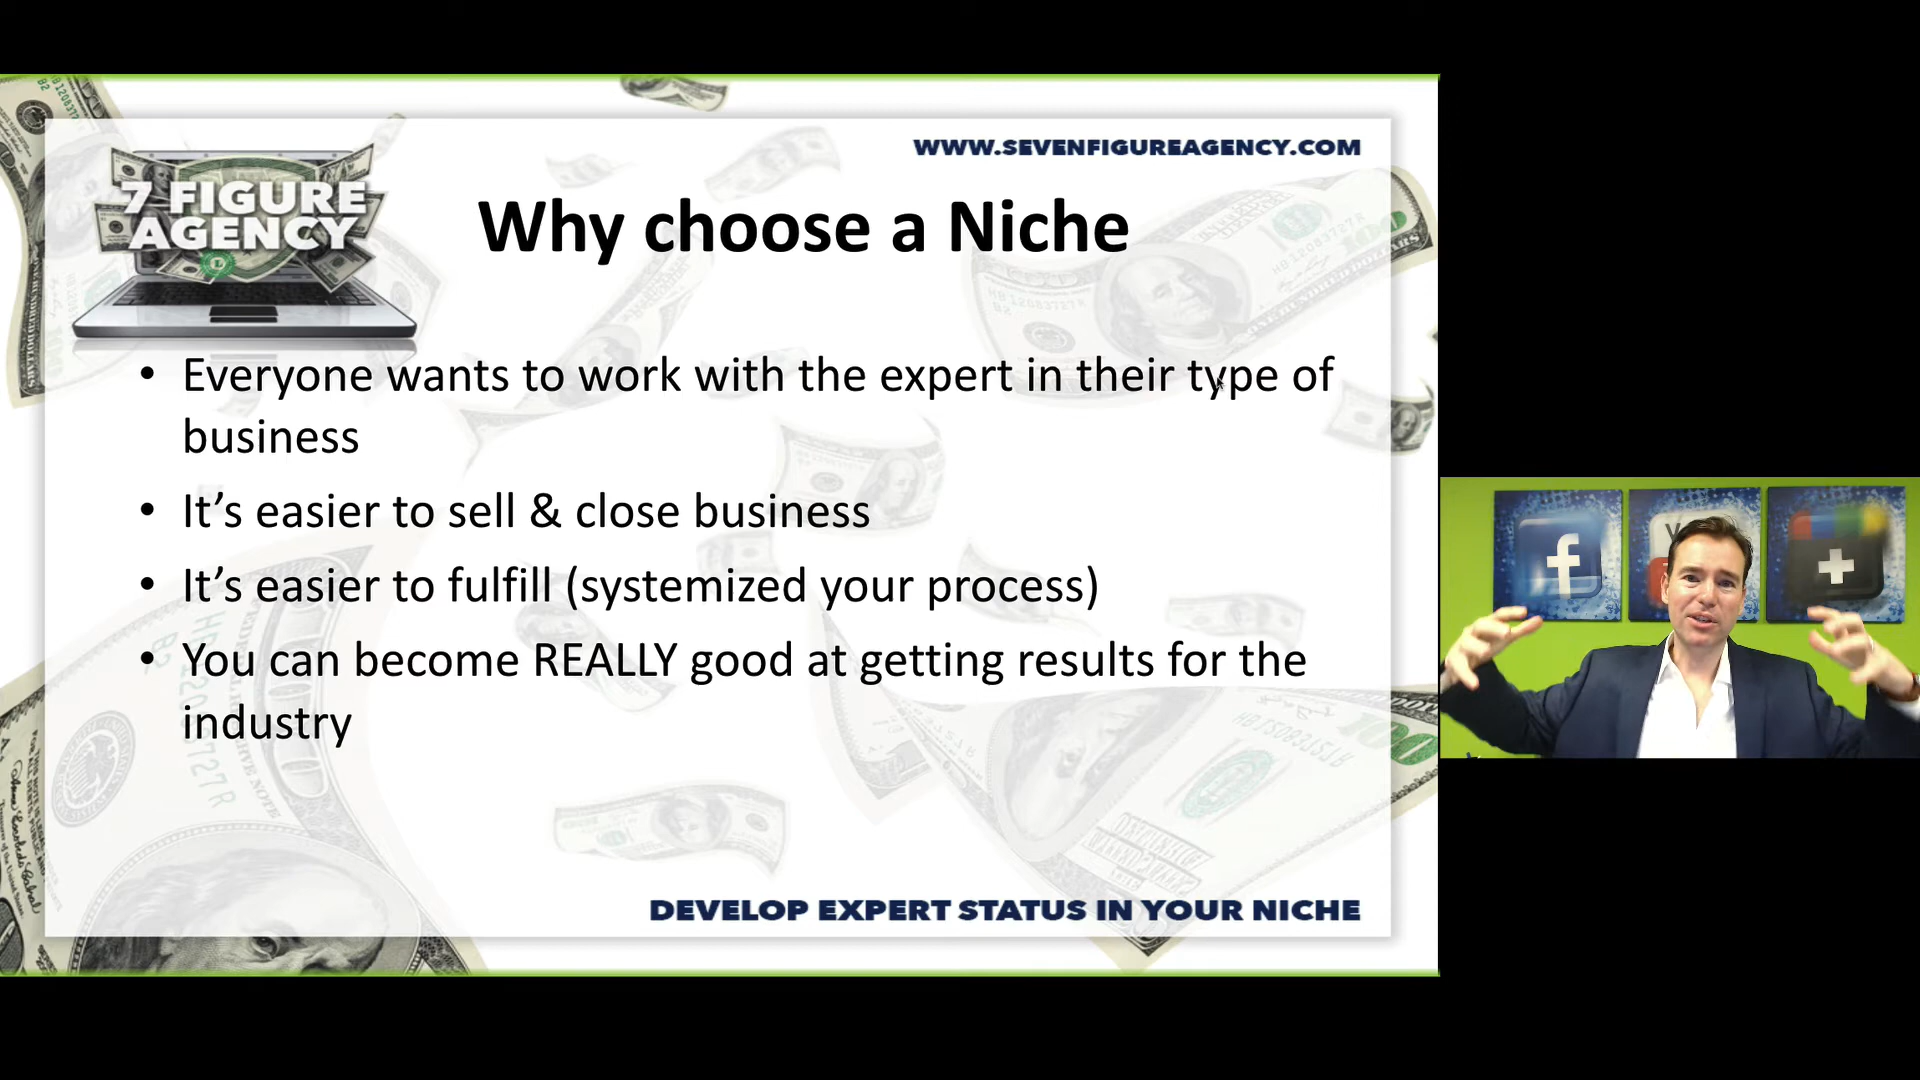 WWW.SEVENFIGUREAGENCY.COM
7 FIGURE
AGENCY
Why choose a Niche
• Everyone wants to work with the expert in their type of
business
• It’s easier to sell & close business
• It’s easier to fulfill (systemized your process)
• You can become REALLY good at getting results for the
industry
DEVELOP EXPERT STATUS IN YOUR NICHE
f
+